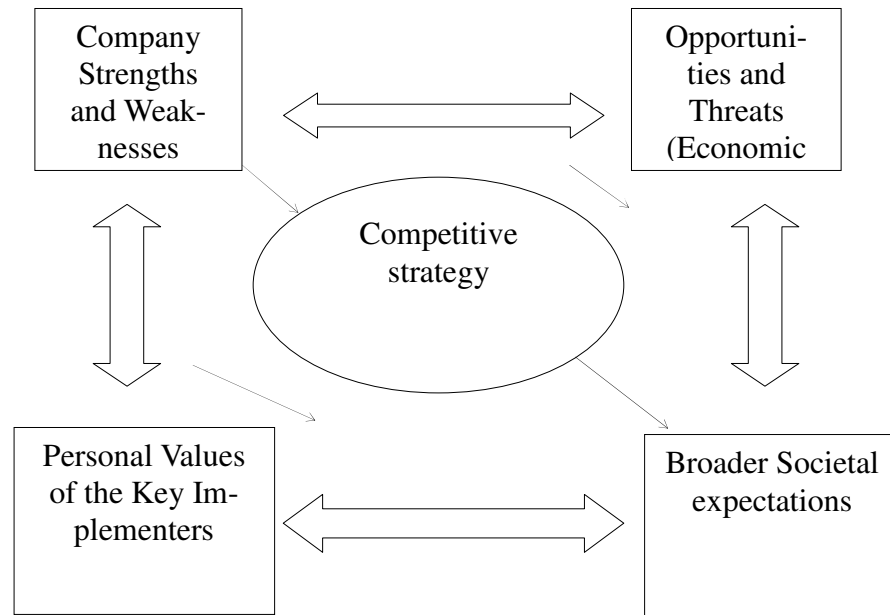 Company
Strengths
and Weak-
nesses
Opportuni-
ties and
Threats
(Economic
Competitive
strategy
Personal Values
of the Key Im-
plementers
Broader Societal
expectations